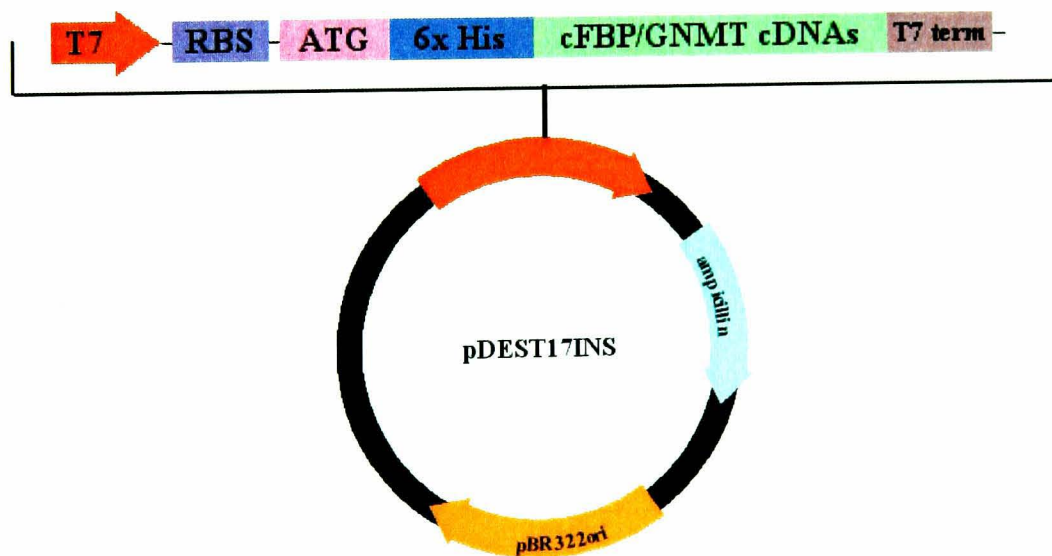 T7 RBS ATG 6x His cFBP/GNMT cDNAs T7 term
ampicillin
pDEST17INS
pBR322ori